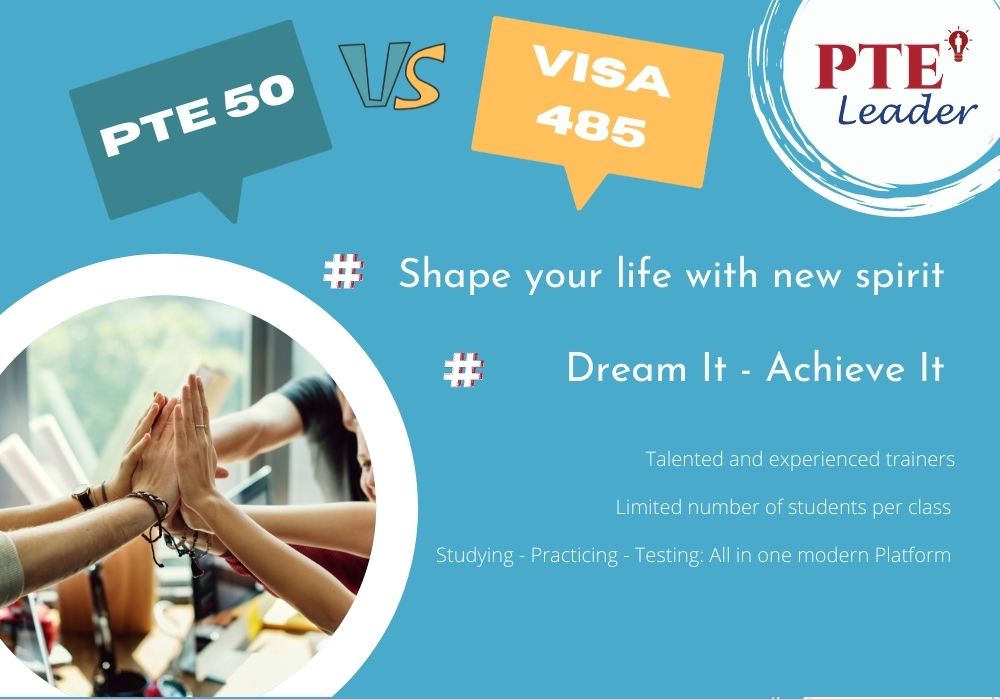 PTE 50
VS
VISA
485
PTE
Leader
# Shape your life with new spirit
# Dream It - Achieve It
Talented and experienced trainers
Limited number of students per class
Studying - Practicing - Testing: All in one modern Platform